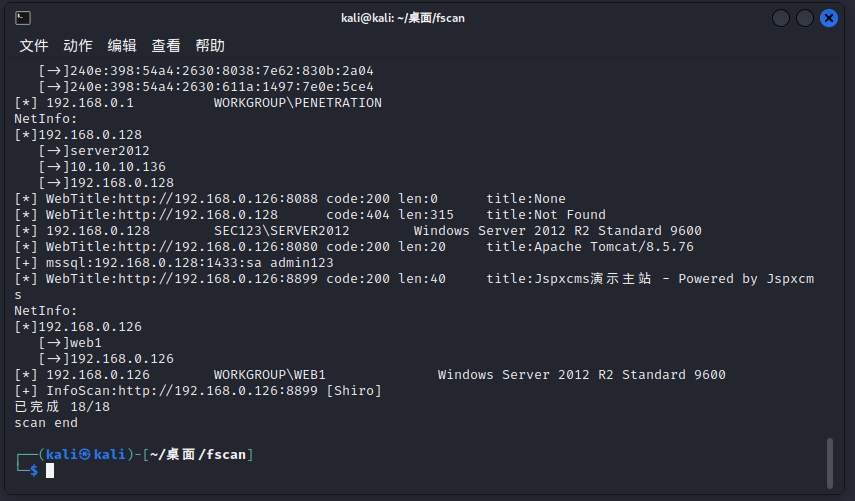 kali@kali: ~/桌面/fscan
文件 动作 编辑 查看 帮助
[→]240e:398:54a4:2630:8038:7e62:830b:2a04
[→]240e:398:54a4:2630:611a:1497:7e0e:5ce4
[*] 192.168.0.1 WORKGROUP\PENETRATION
NetInfo:
[*]192.168.0.128
[→]server2012
[→]10.10.10.136
[→]192.168.0.128
[*] WebTitle:http://192.168.0.126:8088 code:200 len:0 title:None
[*] WebTitle:http://192.168.0.128 code:404 len:315 title:Not Found
[*] 192.168.0.128 SEC123\SERVER2012 Windows Server 2012 R2 Standard 9600
[*] WebTitle:http://192.168.0.126:8080 code:200 len:20 title:Apache Tomcat/8.5.76
[+] mssql:192.168.0.128:1433:sa admin123
[*] WebTitle:http://192.168.0.126:8899 code:200 len:40 title:Jspxcms演示主站 - Powered by Jspxcm
s
NetInfo:
[*]192.168.0.126
[→]web1
[→]192.168.0.126
[*] 192.168.0.126 WORKGROUP\WEB1 Windows Server 2012 R2 Standard 9600
[+] InfoScan:http://192.168.0.126:8899 [Shiro]
已完成 18/18
scan end
┌──(kali㉿kali)-[~/桌面/fscan]
└─$